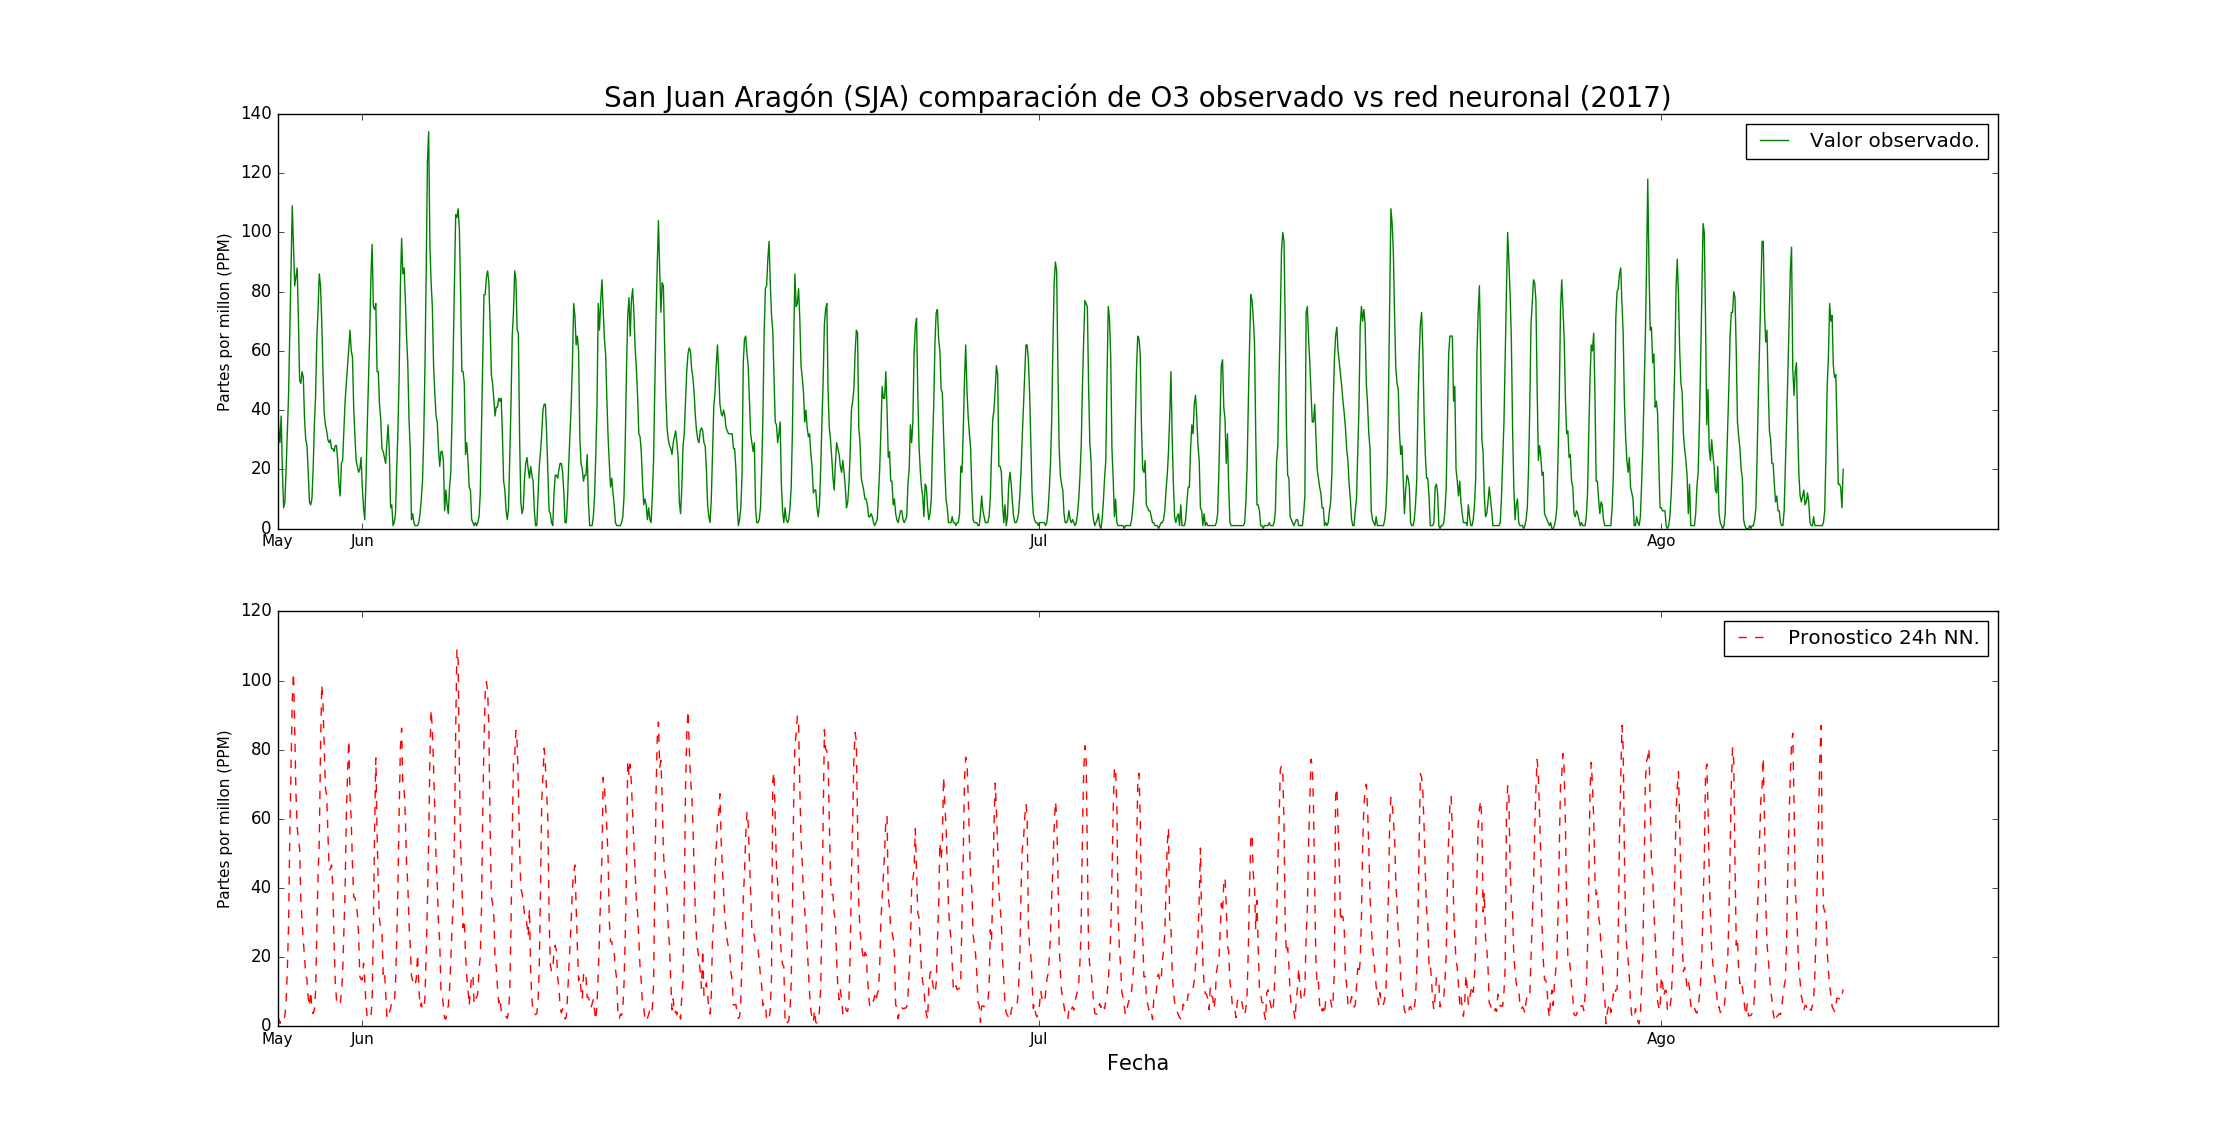 San Juan Aragón (SJA) comparación de O3 observado vs red neuronal (2017)
140
120
100
80
60
40
20
0
Partes por millon (PPM)
Valor observado.
May
Jun
Jul
Ago
120
100
80
60
40
20
0
Partes por millon (PPM)
Pronostico 24h NN.
May
Jun
Jul
Ago
Fecha